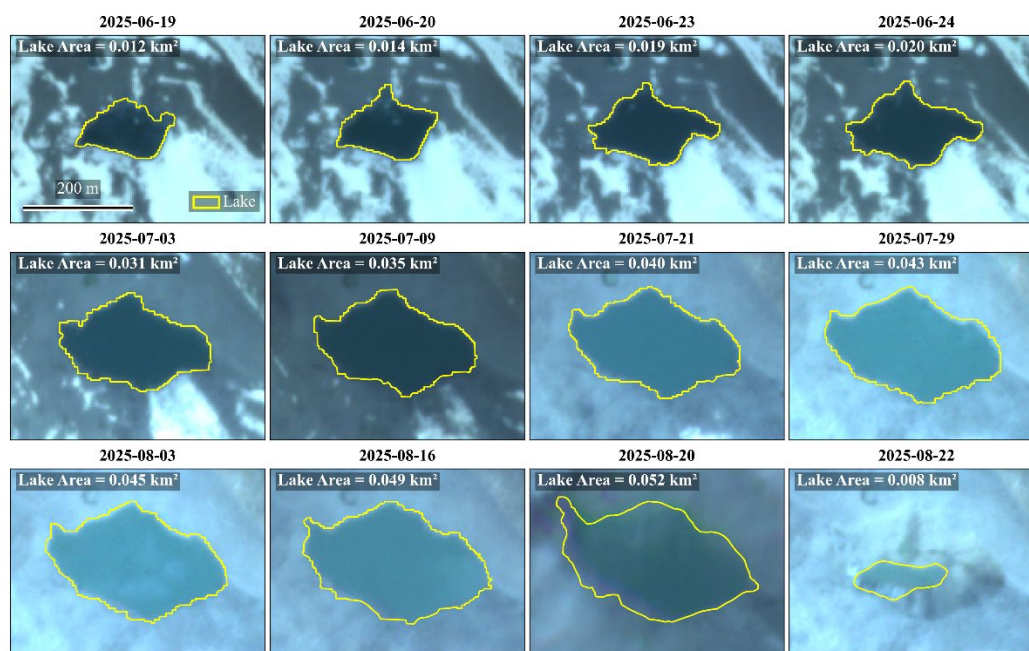 2025-06-19
2025-06-20
2025-06-23
2025-06-24
Lake Area = 0.012 km²
Lake Area = 0.014 km²
Lake Area = 0.019 km²
Lake Area = 0.020 km²
200 m
Lake
2025-07-03
2025-07-09
2025-07-21
2025-07-29
Lake Area = 0.031 km²
Lake Area = 0.035 km²
Lake Area = 0.040 km²
Lake Area = 0.043 km²
2025-08-03
2025-08-16
2025-08-20
2025-08-22
Lake Area = 0.045 km²
Lake Area = 0.049 km²
Lake Area = 0.052 km²
Lake Area = 0.008 km²